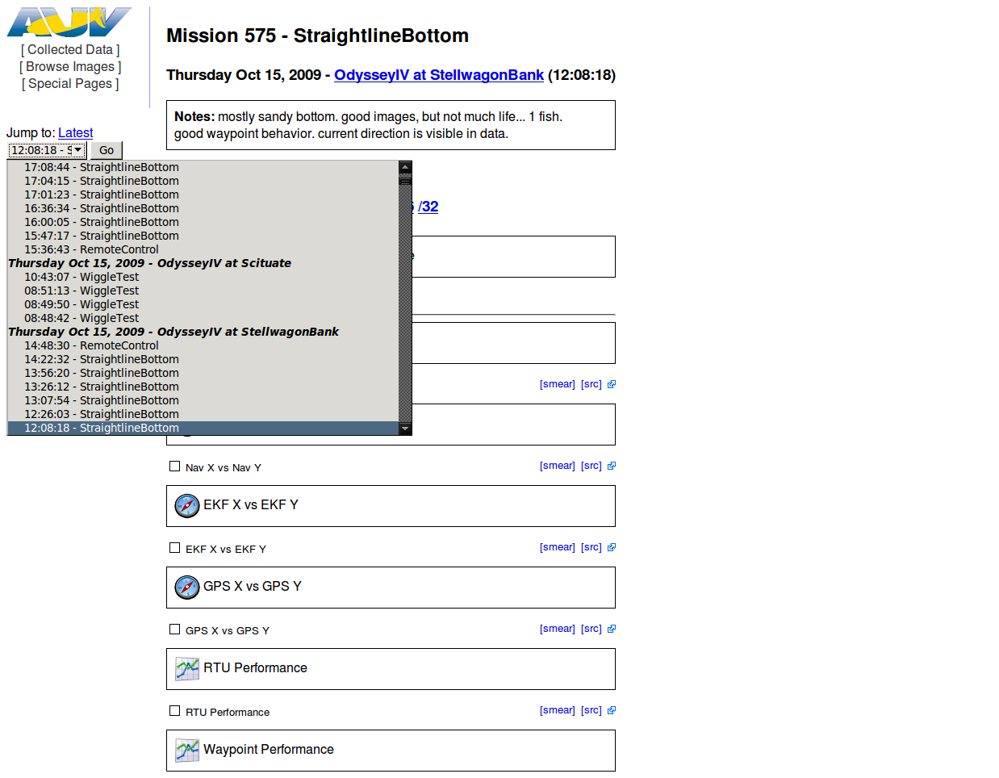 AUV
[ Collected Data ]
[ Browse Images ]
[ Special Pages ]
Jump to: Latest
12:08:18 - S
Go
17:08:44 - StraightlineBottom
17:04:15 - StraightlineBottom
17:01:23 - StraightlineBottom
16:36:34 - StraightlineBottom
16:00:05 - StraightlineBottom
15:47:17 - StraightlineBottom
15:36:43 - RemoteControl
Thursday Oct 15, 2009 - OdysseyIV at Scituate
10:43:07 - WiggleTest
08:51:13 - WiggleTest
08:49:50 - WiggleTest
08:48:42 - WiggleTest
Thursday Oct 15, 2009 - OdysseyIV at StellwagonBank
14:48:30 - RemoteControl
14:22:32 - StraightlineBottom
13:56:20 - StraightlineBottom
13:26:12 - StraightlineBottom
13:07:54 - StraightlineBottom
12:26:03 - StraightlineBottom
12:08:18 - StraightlineBottom
Mission 575 - StraightlineBottom
Thursday Oct 15, 2009 - OdysseyIV at StellwagonBank (12:08:18)
Notes: mostly sandy bottom. good images, but not much life... 1 fish.
good waypoint behavior. current direction is visible in data.
/32
[smear] [src]
Nav X vs Nav Y [smear] [src]
EKF X vs EKF Y
EKF X vs EKF Y [smear] [src]
GPS X vs GPS Y
GPS X vs GPS Y [smear] [src]
RTU Performance
RTU Performance [smear] [src]
Waypoint Performance